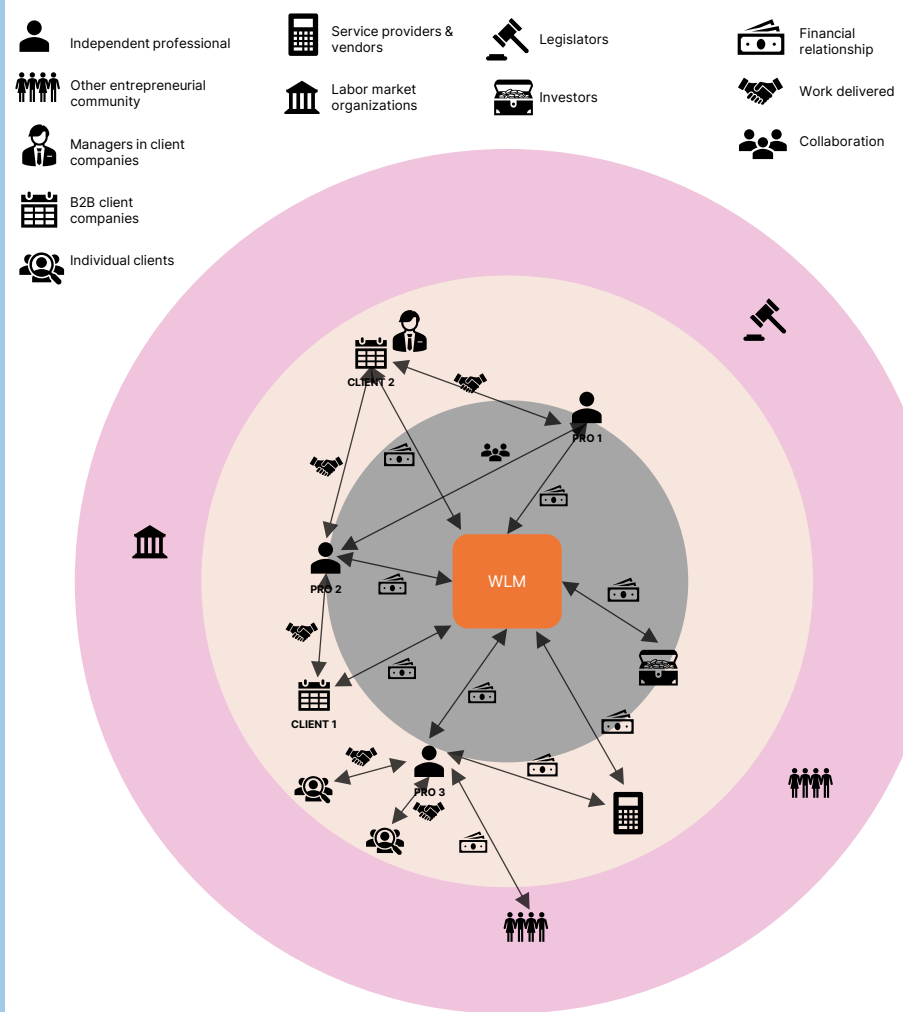 Independent professional
Other entrepreneurial
community
Managers in client
companies
B2B client
companies
Individual clients
Service providers &
vendors
Labor market
organizations
Legislators
Investors
Financial
relationship
Work delivered
Collaboration
CLIENT 2
PRO 1
PRO 2
WLM
CLIENT 1
PRO 3